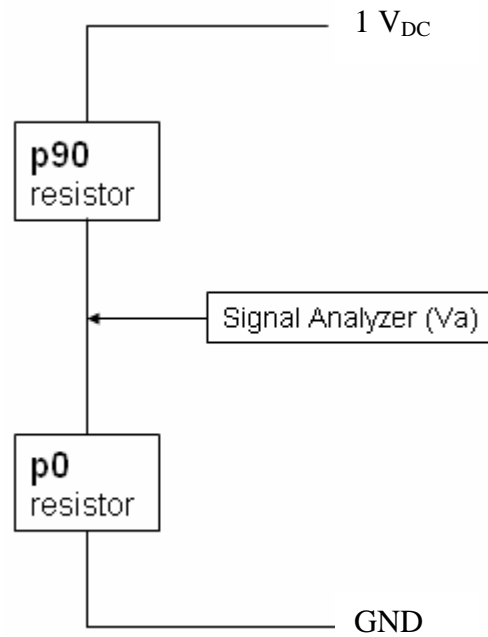 1 V_DC
p90
resistor
Signal Analyzer (Va)
p0
resistor
GND